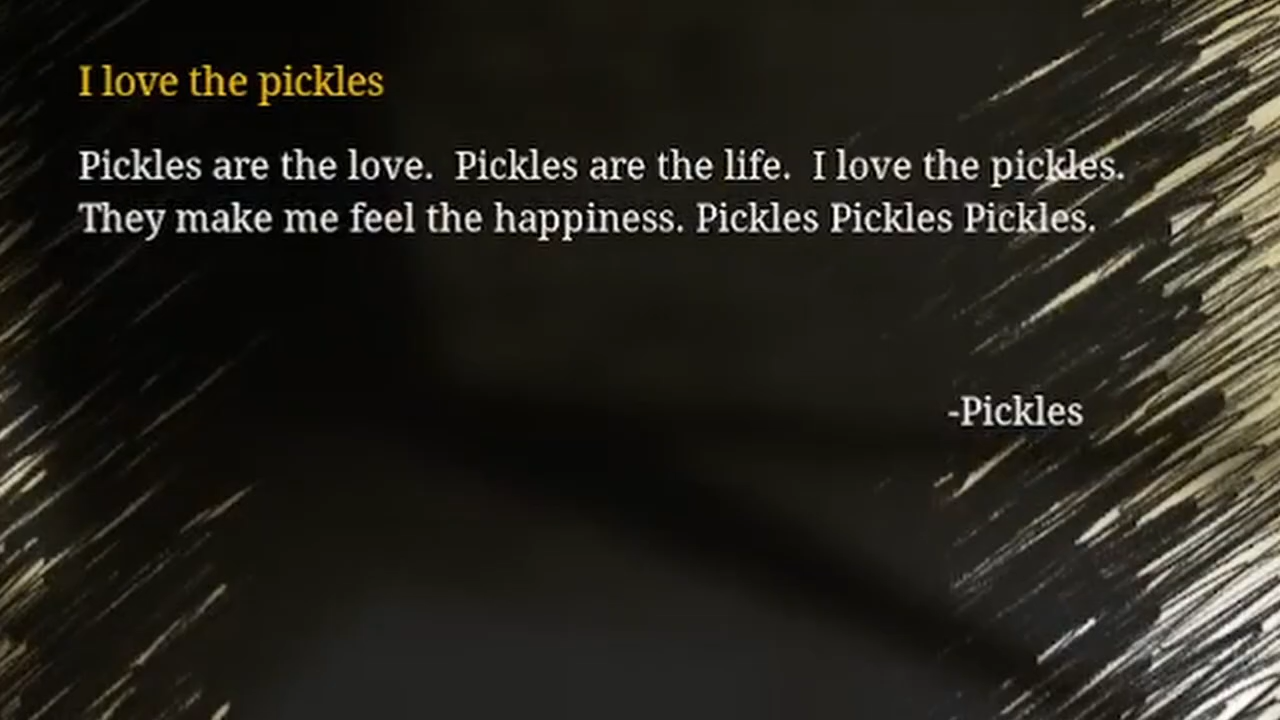 I love the pickles
Pickles are the love.  Pickles are the life.  I love the pickles.
They make me feel the happiness. Pickles Pickles Pickles.
-Pickles